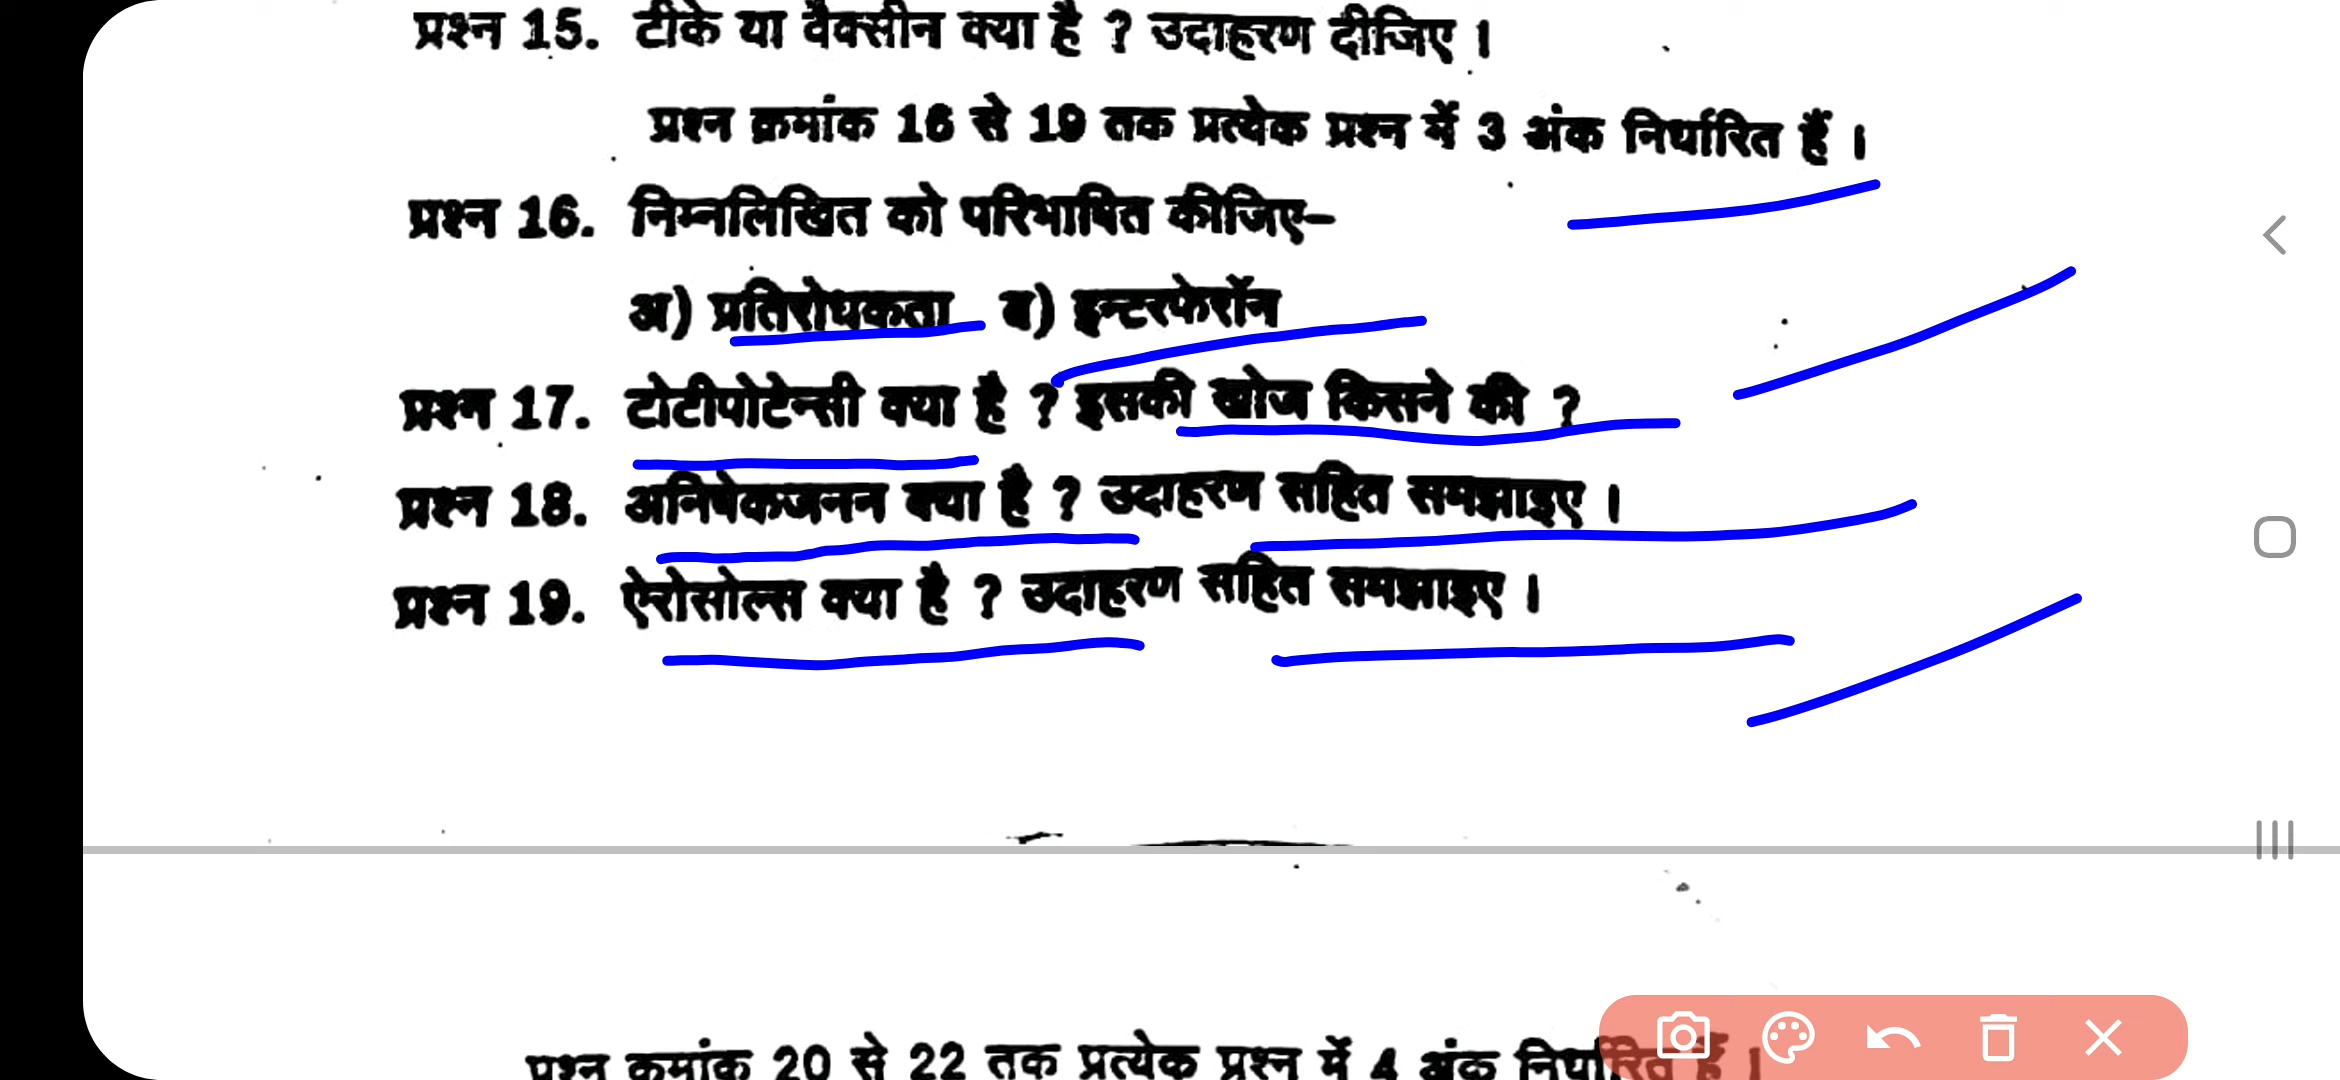 प्रश्न 15. टीके या वैक्सीन क्या है ? उदाहरण दीजिए ।
प्रश्न क्रमांक 16 से 19 तक प्रत्येक प्रश्न में 3 अंक निर्धारित हैं ।
प्रश्न 16. निम्नलिखित को परिभाषित कीजिए–
अ) प्रतिरोधकता ब) इन्टरफेरॉन
प्रश्न 17. टोटीपोटेन्सी क्या है ? इसकी खोज किसने की ?
प्रश्न 18. अनिषेकजनन क्या है ? उदाहरण सहित समझाइए ।
प्रश्न 19. ऐरोसोल्स क्या है ? उदाहरण सहित समझाइए ।
प्रश्न क्रमांक 20 से 22 तक प्रत्येक प्रश्न में 4 अंक निर्धारित हैं ।